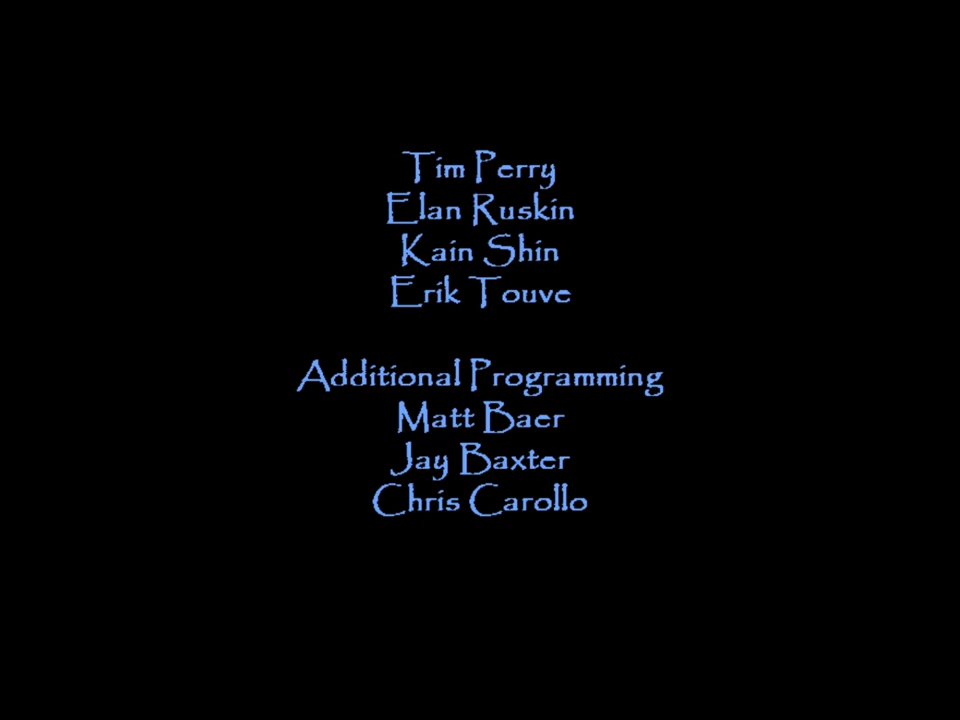 Tim Perry
Elan Ruskin
Kain Shin
Erik Touve
Additional Programming
Matt Baer
Jay Baxter
Chris Carollo